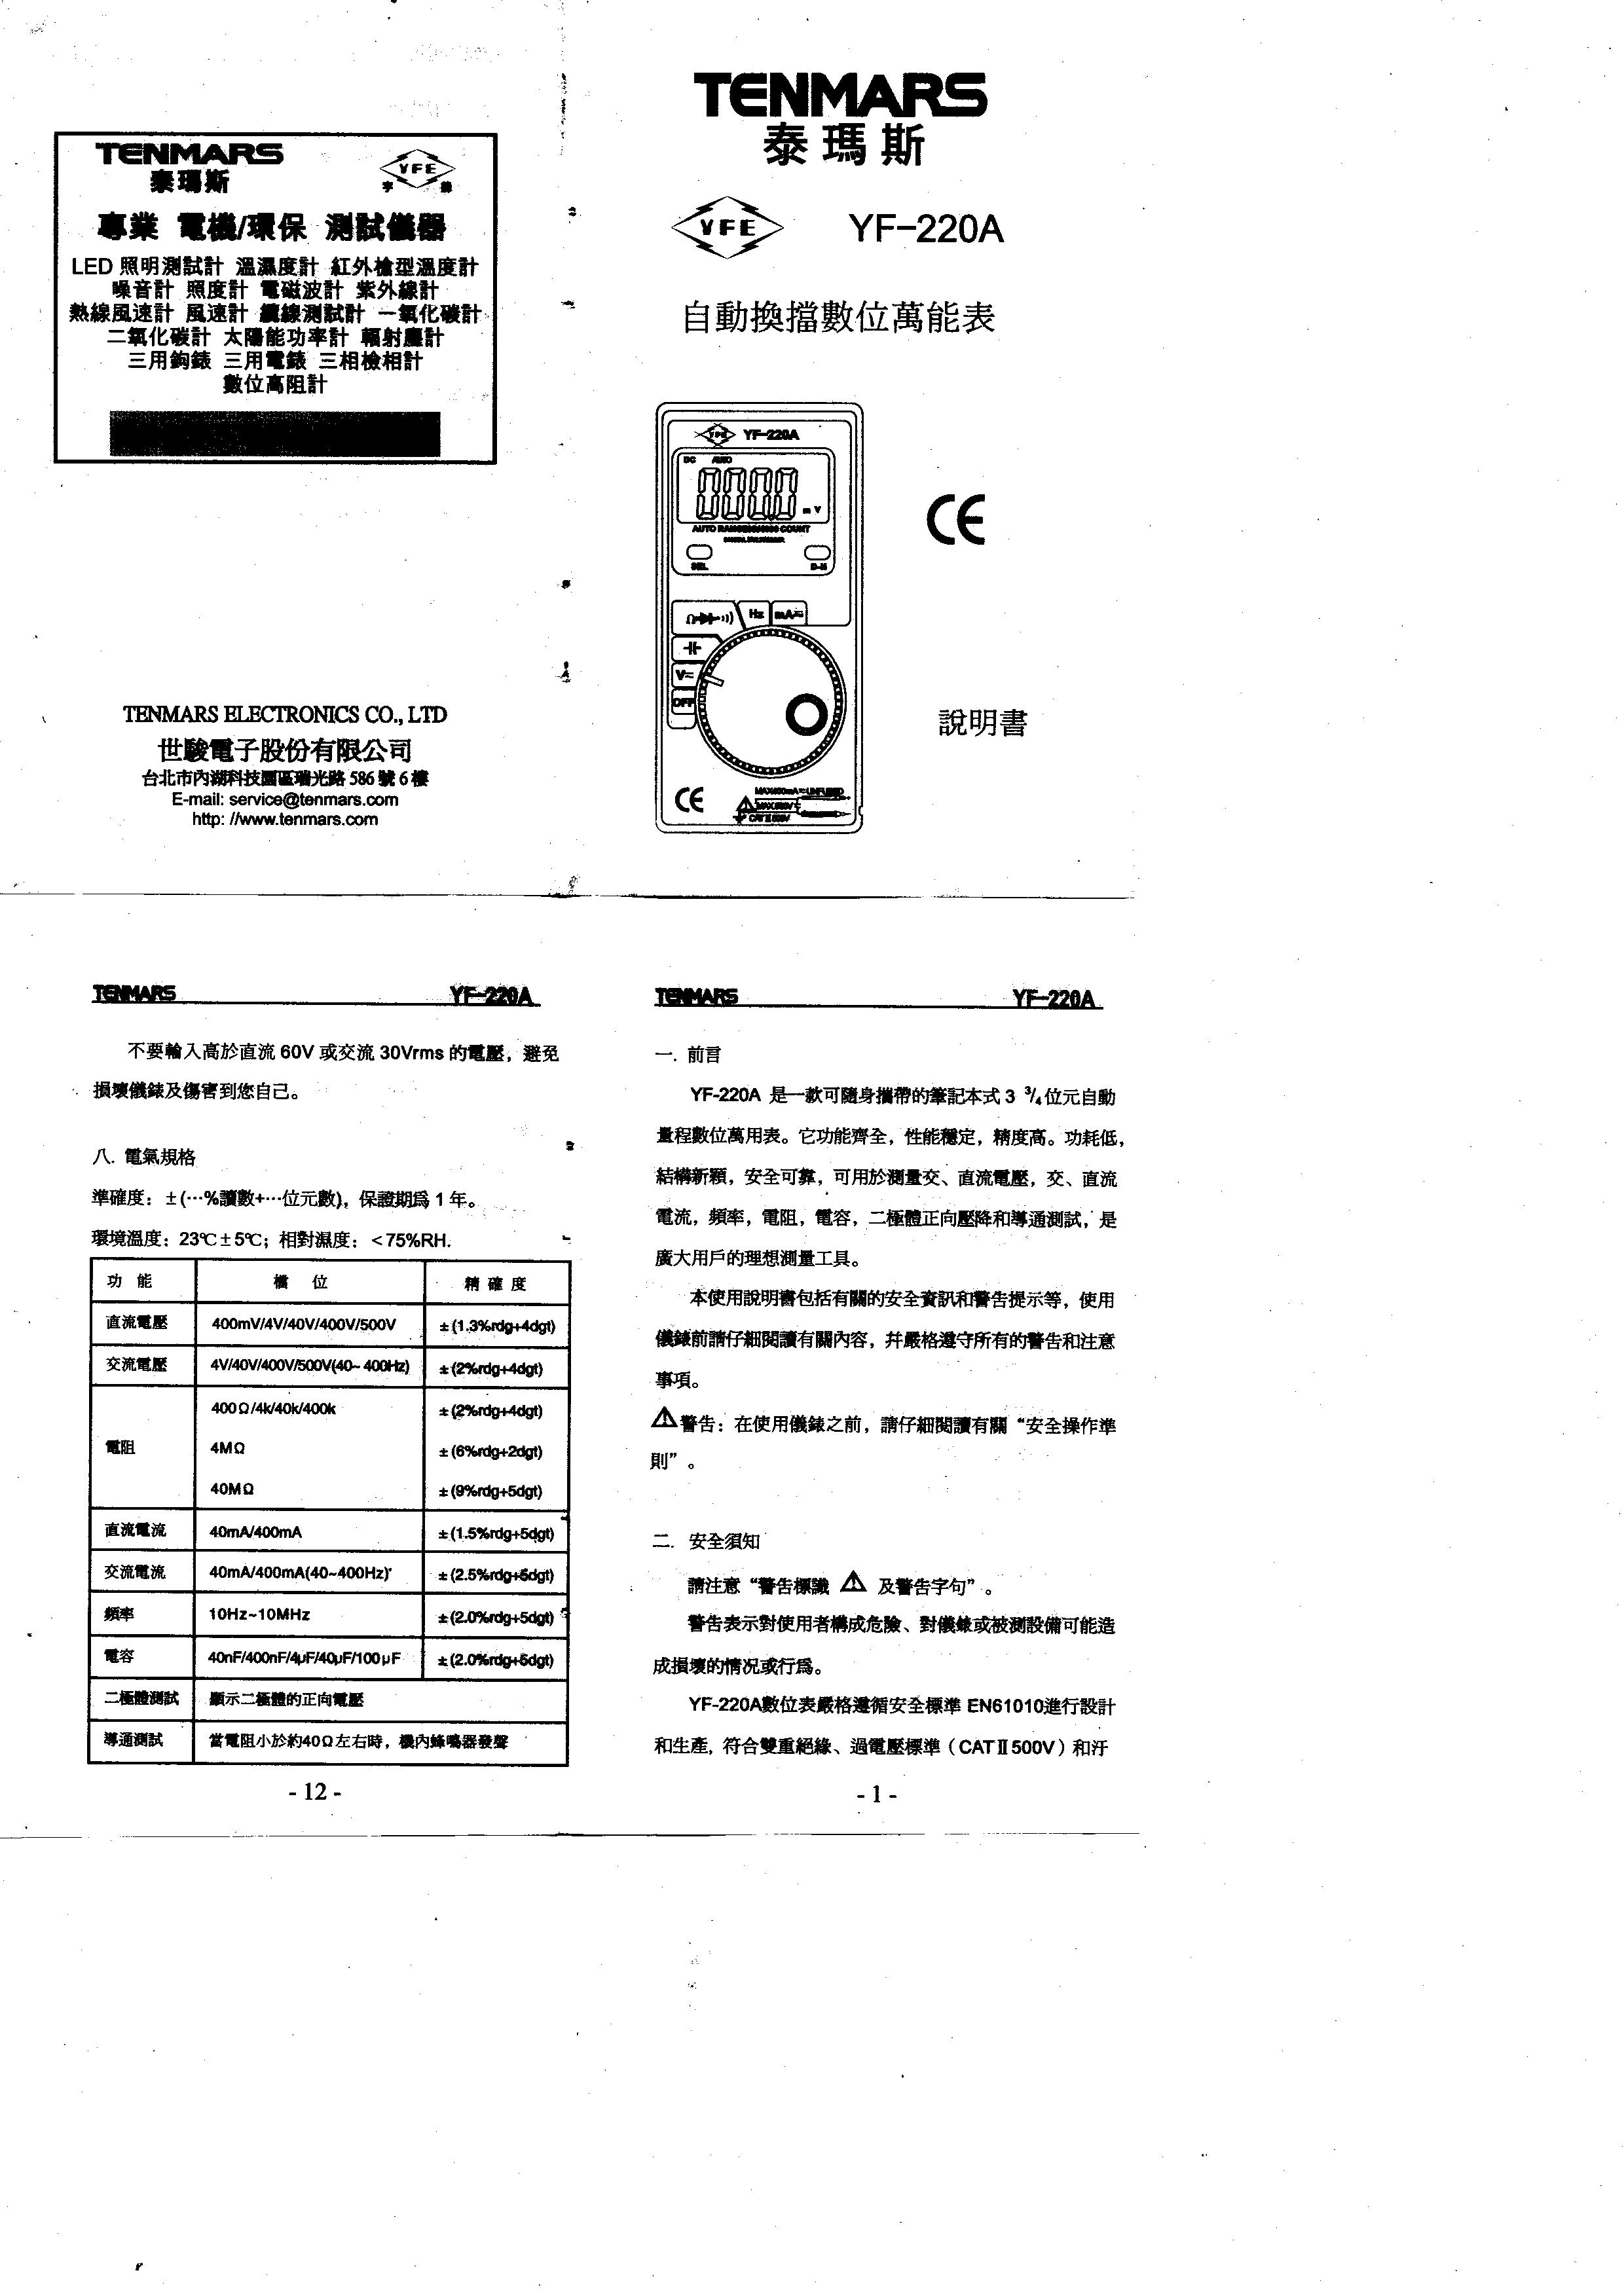 TENMARS
泰瑪斯
YFE
宇 鋒
專業 電機/環保 測試儀器
LED 照明測試計 溫濕度計 紅外槍型溫度計
噪音計 照度計 電磁波計 紫外線計
熱線風速計 風速計 纜線測試計 一氧化碳計
二氧化碳計 太陽能功率計 輻射塵計
三用鉤錶 三用電錶 三相檢相計
數位高阻計
TENMARS ELECTRONICS CO., LTD
世駿電子股份有限公司
台北市內湖科技園區瑞光路 586 號 6 樓
E-mail: service@tenmars.com
http: //www.tenmars.com
TENMARS
泰瑪斯
YFE YF-220A
自動換擋數位萬能表
YFE YF-220A
DC AUTO
0000 m V
AUTO RANGING/4000 COUNT
SEL D-H
Ω Hz mA
V
OFF
CE MAX 500V
CAT II 500V
CE
說明書
TENMARS YF-220A
不要輸入高於直流 60V 或交流 30Vrms 的電壓，避免
損壞儀錶及傷害到您自己。
八. 電氣規格
準確度：±(…%讀數+…位元數)，保證期爲 1 年。
環境溫度：23℃±5℃；相對濕度：<75%RH.
功 能 檔 位 精 確 度
直流電壓 400mV/4V/40V/400V/500V ±(1.3%rdg+4dgt)
交流電壓 4V/40V/400V/500V(40~400Hz) ±(2%rdg+4dgt)
400Ω/4k/40k/400k ±(2%rdg+4dgt)
電阻 4MΩ ±(6%rdg+2dgt)
40MΩ ±(9%rdg+5dgt)
直流電流 40mA/400mA ±(1.5%rdg+5dgt)
交流電流 40mA/400mA(40~400Hz) ±(2.5%rdg+5dgt)
頻率 10Hz~10MHz ±(2.0%rdg+5dgt)
電容 40nF/400nF/4μF/40μF/100μF ±(2.0%rdg+5dgt)
二極體測試 顯示二極體的正向電壓
導通測試 當電阻小於約40Ω左右時，機內蜂鳴器發聲
- 12 -
TENMARS YF-220A
一. 前言
YF-220A 是一款可隨身攜帶的筆記本式 3 ¾位元自動
量程數位萬用表。它功能齊全，性能穩定，精度高。功耗低，
結構新穎，安全可靠，可用於測量交、直流電壓，交、直流
電流，頻率，電阻，電容，二極體正向壓降和導通測試，是
廣大用戶的理想測量工具。
本使用說明書包括有關的安全資訊和警告提示等，使用
儀錶前請仔細閱讀有關內容，幷嚴格遵守所有的警告和注意
事項。
警告：在使用儀錶之前，請仔細閱讀有關“安全操作準
則”。
二. 安全須知
請注意“警告標識 及警告字句”。
警告表示對使用者構成危險、對儀錶或被測設備可能造
成損壞的情况或行爲。
YF-220A數位表嚴格遵循安全標準 EN61010進行設計
和生產，符合雙重絕緣、過電壓標準（CATⅡ500V）和汙
- 1 -